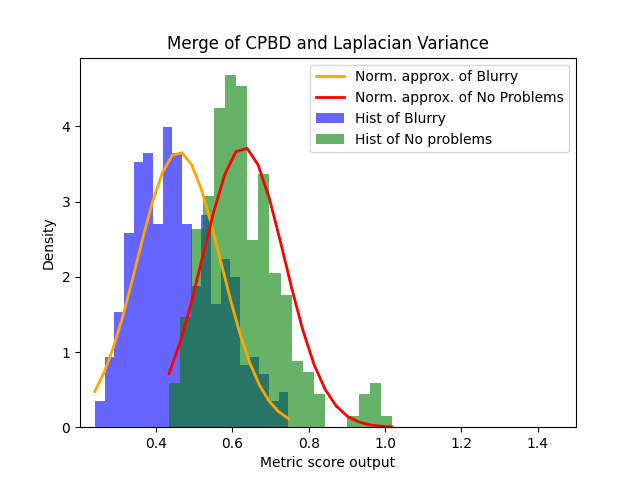 Merge of CPBD and Laplacian Variance
Norm. approx. of Blurry
Norm. approx. of No Problems
Hist of Blurry
Hist of No problems
Density
4
3
2
1
0
0.4 0.6 0.8 1.0 1.2 1.4
Metric score output